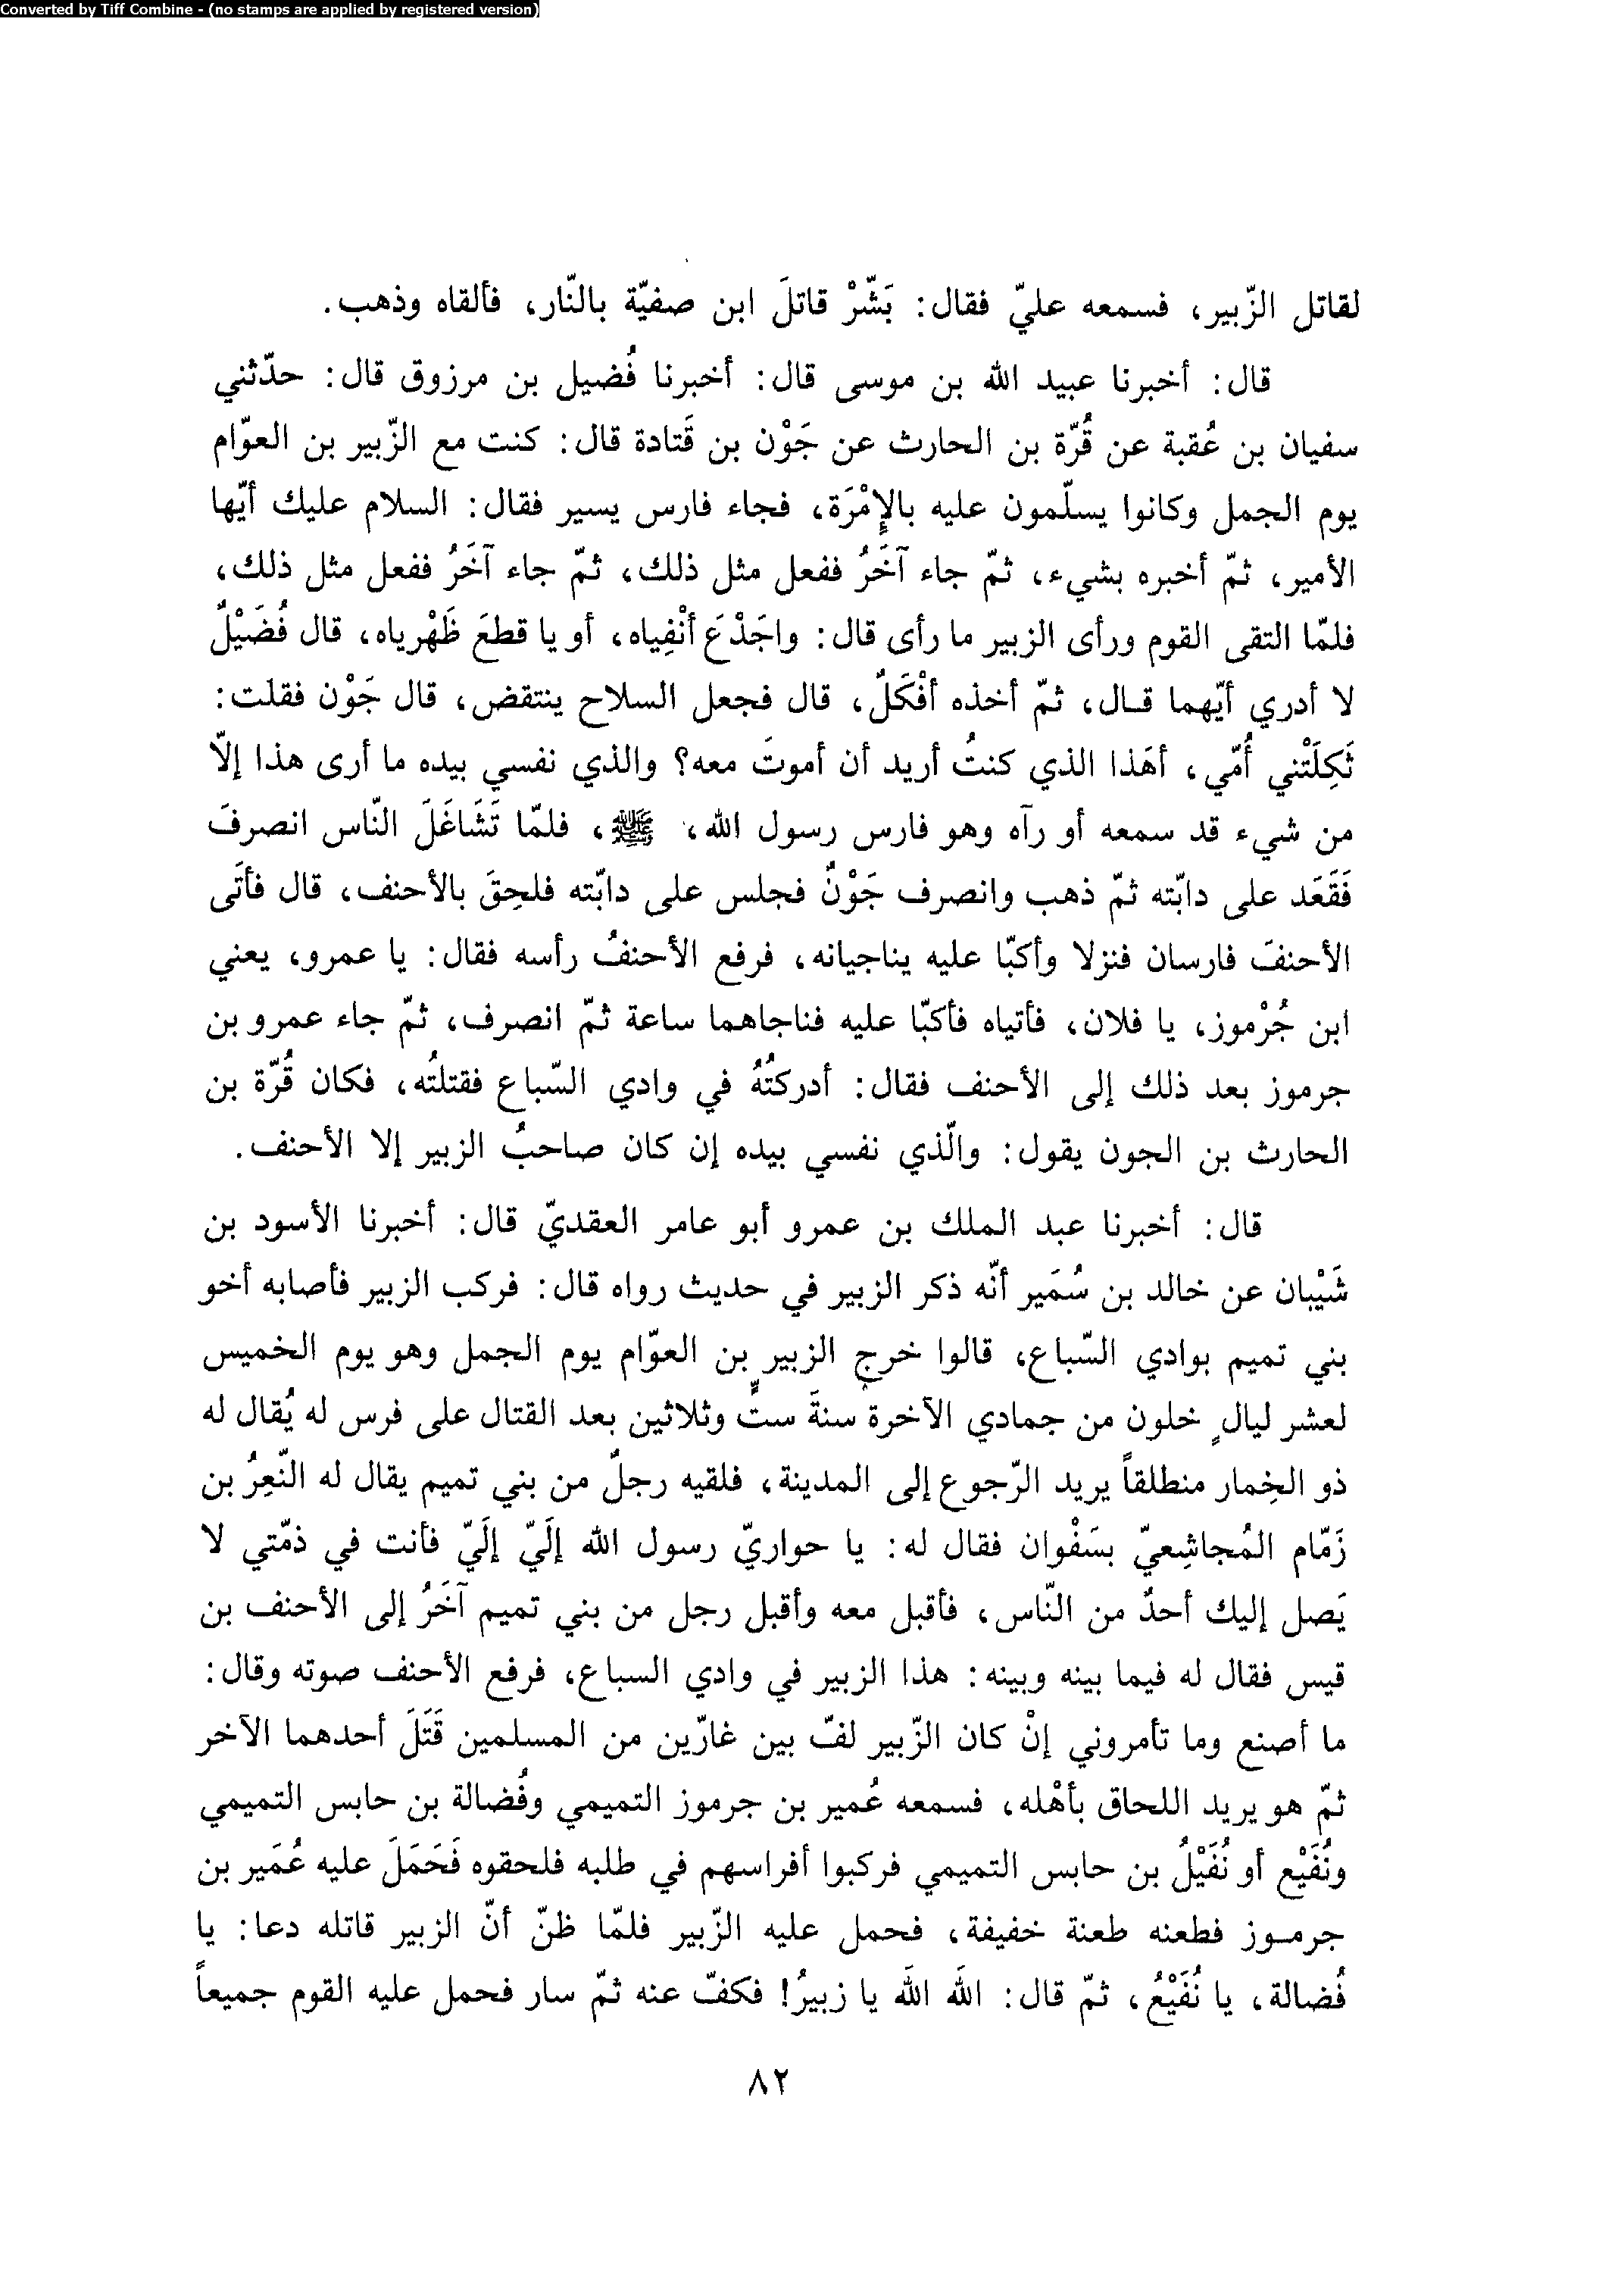 Converted by Tiff Combine - (no stamps are applied by registered version)
لقاتل الزّبير، فسمعه عليّ فقال: بَشّرْ قاتلَ ابن صفيّة بالنّار، فألقاه وذهب.
قال: أخبرنا عبيد الله بن موسى قال: أخبرنا فُضيل بن مرزوق قال: حدّثني
سفيان بن عُقبة عن قُرّة بن الحارث عن جَوْن بن قَتادة قال: كنت مع الزّبير بن العوّام
يوم الجمل وكانوا يسلّمون عليه بالإمْرَة، فجاء فارس يسير فقال: السلام عليك أيّها
الأمير، ثمّ أخبره بشيء، ثمّ جاء آخَرُ ففعل مثل ذلك، ثمّ جاء آخَرُ ففعل مثل ذلك،
فلمّا التقى القوم ورأى الزبير ما رأى قال: واجَدْعَ أنْفِياه، أو يا قطعَ ظَهْرياه، قال فُضَيْلٌ
لا أدري أيّهما قـال، ثمّ أخذه أفْكَلٌ، قال فجعل السلاح ينتقض، قال جَوْن فقلت:
ثَكِلَتْني أُمّي، أهَذا الذي كنتُ أريد أن أموتَ معه؟ والذي نفسي بيده ما أرى هذا إلّا
من شيء قد سمعه أو رآه وهو فارس رسول الله، ﷺ، فلمّا تَشَاغَلَ النّاس انصرفَ
فَقَعَد على دابّته ثمّ ذهب وانصرف جَوْنٌ فجلس على دابّته فلحِقَ بالأحنف، قال فأتَى
الأحنفَ فارسان فنزلا وأكبّا عليه يناجيانه، فرفع الأحنفُ رأسه فقال: يا عمرو، يعني
ابن جُرْموز، يا فلان، فأتياه فأكبّا عليه فناجاهما ساعة ثمّ انصرف، ثمّ جاء عمرو بن
جرموز بعد ذلك إلى الأحنف فقال: أدركتُهُ في وادي السّباع فقتلتُه، فكان قُرّة بن
الحارث بن الجون يقول: والّذي نفسي بيده إن كان صاحبُ الزبير إلا الأحنف.
قال: أخبرنا عبد الملك بن عمرو أبو عامر العقديّ قال: أخبرنا الأسود بن
شَيْبان عن خالد بن سُمَير أنّه ذكر الزبير في حديث رواه قال: فركب الزبير فأصابه أخو
بني تميم بوادي السّباع، قالوا خرج الزبير بن العوّام يوم الجمل وهو يوم الخميس
لعشر ليالٍ خلون من جمادي الآخرة سنةَ ستٍّ وثلاثين بعد القتال على فرس له يُقال له
ذو الخِمار منطلقاً يريد الرّجوع إلى المدينة، فلقيه رجلٌ من بني تميم يقال له النّعِرُ بن
زَمّام المُجاشِعيّ بسَفْوان فقال له: يا حواريّ رسول الله إلَيّ إلَيّ فأنت في ذمّتي لا
يَصل إليك أحدٌ من النّاس، فأقبل معه وأقبل رجل من بني تميم آخَرُ إلى الأحنف بن
قيس فقال له فيما بينه وبينه: هذا الزبير في وادي السباع، فرفع الأحنف صوته وقال:
ما أصنع وما تأمروني إنْ كان الزّبير لفّ بين غارّين من المسلمين قَتَلَ أحدهما الآخر
ثمّ هو يريد اللحاق بأهْله، فسمعه عُمير بن جرموز التميمي وفُضالة بن حابس التميمي
ونُفَيْع أو نُفَيْلُ بن حابس التميمي فركبوا أفراسهم في طلبه فلحقوه فَحَمَلَ عليه عُمَير بن
جرمـوز فطعنه طعنة خفيفة، فحمل عليه الزّبير فلمّا ظنّ أنّ الزبير قاتله دعا: يا
فُضالة، يا نُفَيْعُ، ثمّ قال: اللهَ اللهَ يا زبيرُ! فكفّ عنه ثمّ سار فحمل عليه القوم جميعاً
٨٢